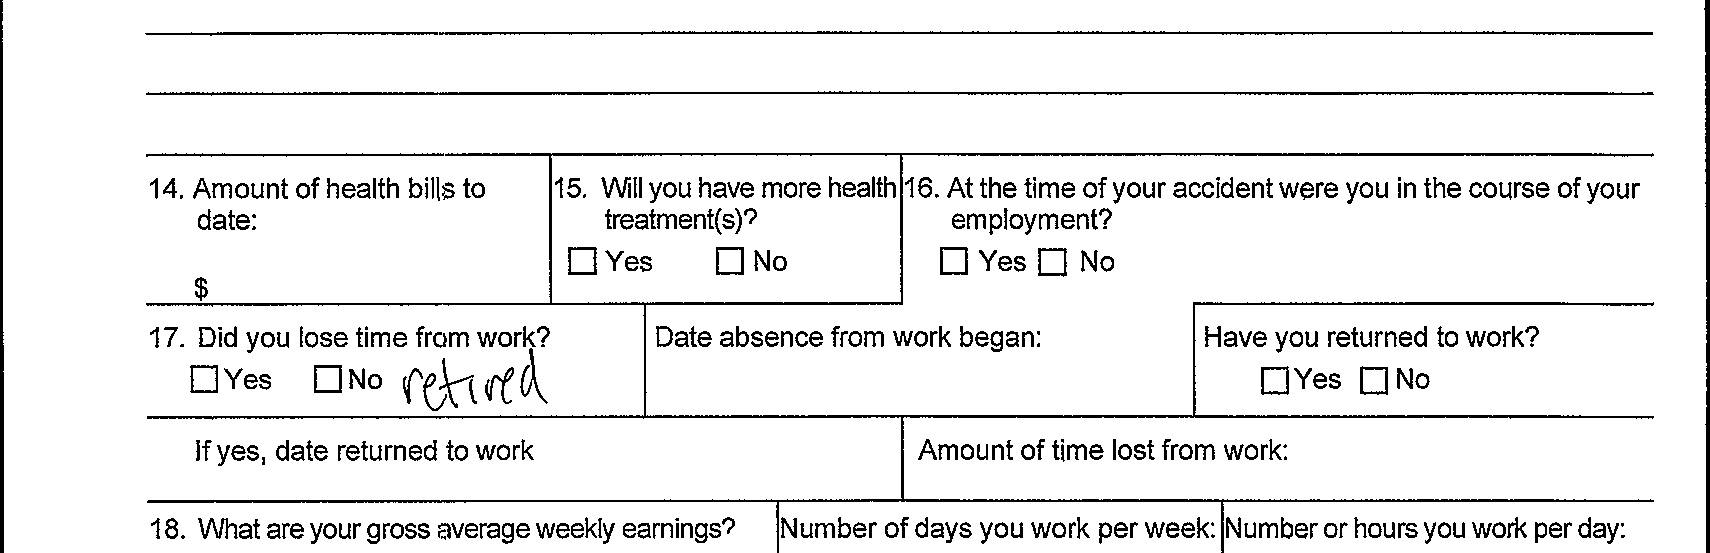 14. Amount of health bills to
date:
$
15. Will you have more health
treatment(s)?
☐ Yes ☐ No
16. At the time of your accident were you in the course of your
employment?
☐ Yes ☐ No
17. Did you lose time from work?
☐ Yes ☐ No retired
Date absence from work began:
Have you returned to work?
☐ Yes ☐ No
If yes, date returned to work
Amount of time lost from work:
18. What are your gross average weekly earnings?
Number of days you work per week:
Number or hours you work per day: